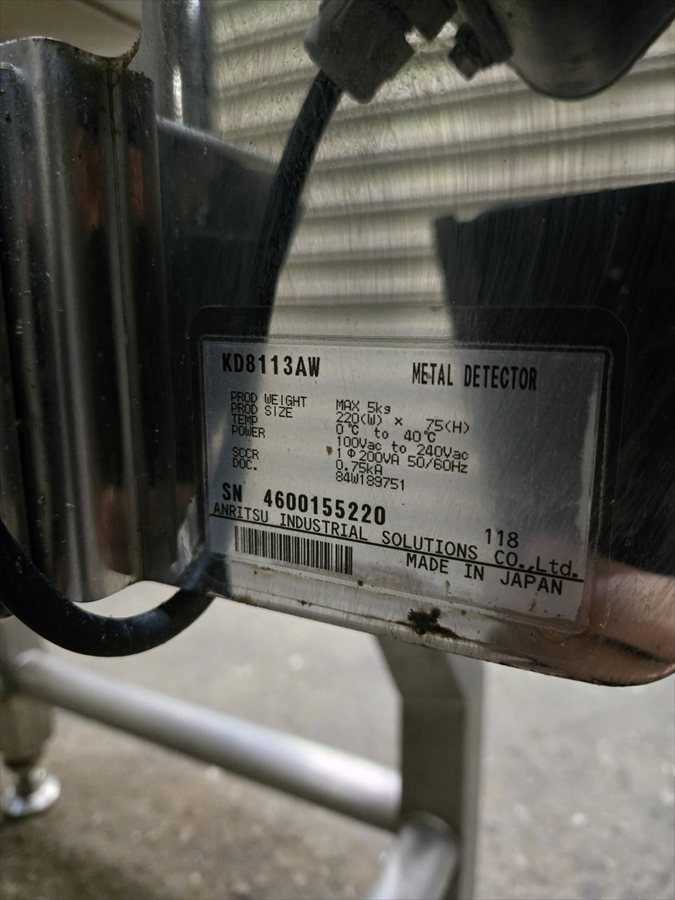 KD8113AW METAL DETECTOR
PROD WEIGHT MAX 5kg
PROD SIZE 220(W) × 75(H)
TEMP 0℃ to 40℃
POWER 100Vac to 240Vac
1Φ200VA 50/60Hz
SCCR 0.75kA
DOC. 84W189751
SN 4600155220 118
ANRITSU INDUSTRIAL SOLUTIONS CO.,Ltd.
MADE IN JAPAN